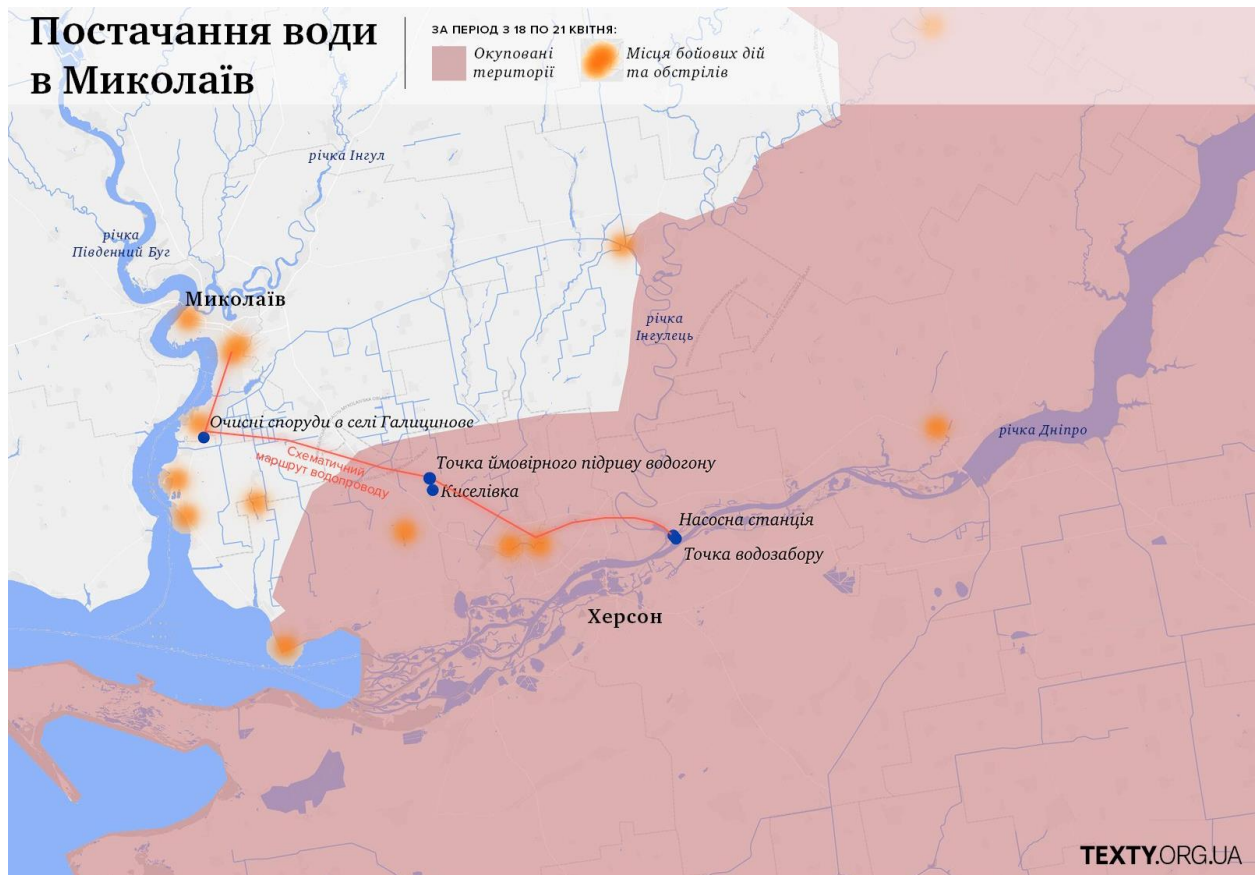 Постачання води
в Миколаїв
ЗА ПЕРІОД З 18 ПО 21 КВІТНЯ:
Окуповані
території
Місця бойових дій
та обстрілів
річка Інгул
річка
Південний Буг
Миколаїв
річка
Інгулець
Очисні споруди в селі Галицинове
річка Дніпро
Схематичний
маршрут водопроводу
Точка ймовірного підриву водогону
Киселівка
Насосна станція
Точка водозабору
Херсон
TEXTY.ORG.UA